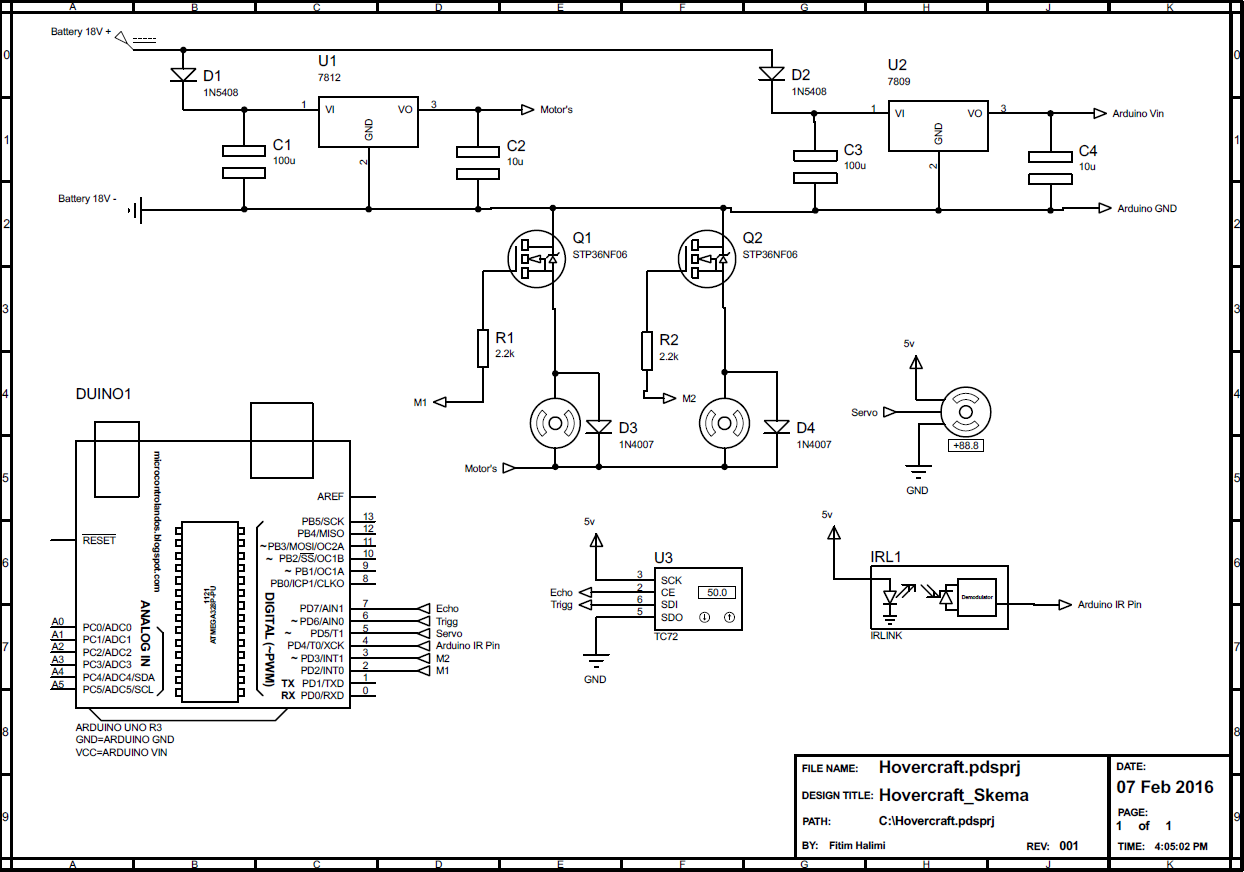 A B C D E F G H J K
0 0
1 1
2 2
3 3
4 4
5 5
6 6
7 7
8 8
9 9
Battery 18V +
D1
1N5408
U1
7812
1 VI VO 3
GND
2
Motor's
C1
100u
C2
10u
D2
1N5408
U2
7809
1 VI VO 3
GND
2
Arduino Vin
C3
100u
C4
10u
Battery 18V -
Arduino GND
Q1
STP36NF06
Q2
STP36NF06
R1
2.2k
R2
2.2k
M1
M2
D3
1N4007
D4
1N4007
Motor's
5v
Servo
+88.8
GND
DUINO1
microcontrolandos.blogspot.com
RESET
1121
ATMEGA328P-PU
ANALOG IN
DIGITAL (~PWM)
AREF
PB5/SCK 13
PB4/MISO 12
~PB3/MOSI/OC2A 11
~ PB2/SS/OC1B 10
~ PB1/OC1A 9
PB0/ICP1/CLKO 8
PD7/AIN1 7 Echo
~ PD6/AIN0 6 Trigg
~ PD5/T1 5 Servo
PD4/T0/XCK 4 Arduino IR Pin
~ PD3/INT1 3 M2
PD2/INT0 2 M1
TX PD1/TXD 1
RX PD0/RXD 0
A0 PC0/ADC0
A1 PC1/ADC1
A2 PC2/ADC2
A3 PC3/ADC3
A4 PC4/ADC4/SDA
A5 PC5/ADC5/SCL
ARDUINO UNO R3
GND=ARDUINO GND
VCC=ARDUINO VIN
5v
U3
3 SCK
Echo 2 CE
Trigg 6 SDI
5 SDO
50.0
TC72
GND
5v
IRL1
Demodulator
IRLINK
Arduino IR Pin
FILE NAME: Hovercraft.pdsprj
DESIGN TITLE: Hovercraft_Skema
PATH: C:\Hovercraft.pdsprj
BY: Fitim Halimi
REV: 001
DATE:
07 Feb 2016
PAGE:
1 of 1
TIME: 4:05:02 PM
A B C D E F G H J K